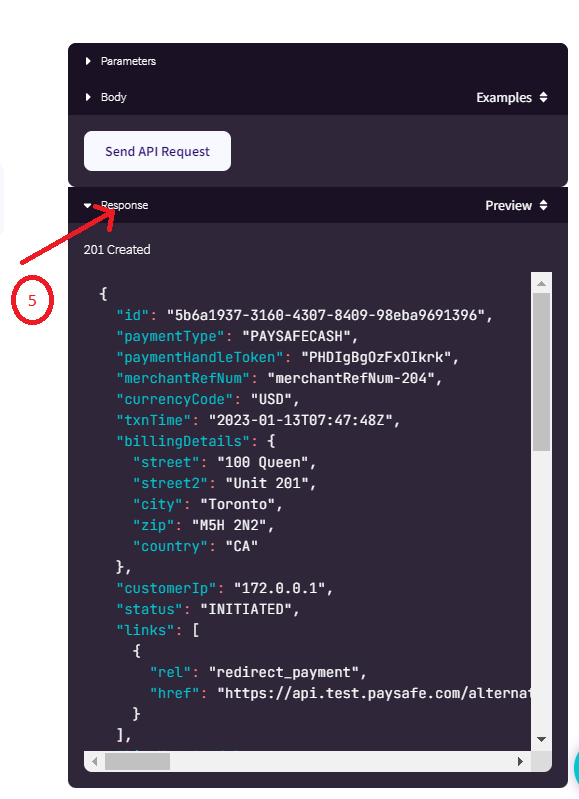 Parameters
Body Examples
Send API Request
Response Preview
201 Created
5
{
"id": "5b6a1937-3160-4307-8409-98eba9691396",
"paymentType": "PAYSAFECASH",
"paymentHandleToken": "PHDIgBgOzFxOIkrk",
"merchantRefNum": "merchantRefNum-204",
"currencyCode": "USD",
"txnTime": "2023-01-13T07:47:48Z",
"billingDetails": {
"street": "100 Queen",
"street2": "Unit 201",
"city": "Toronto",
"zip": "M5H 2N2",
"country": "CA"
},
"customerIp": "172.0.0.1",
"status": "INITIATED",
"links": [
{
"rel": "redirect_payment",
"href": "https://api.test.paysafe.com/alternat
}
],